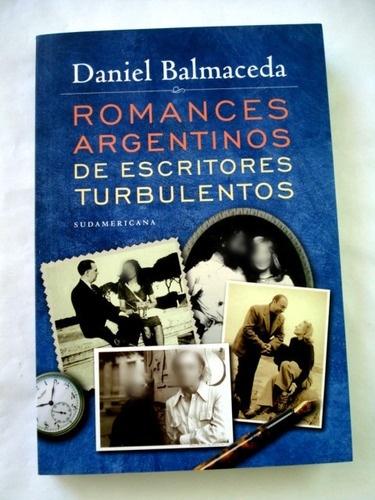 Daniel Balmaceda
ROMANCES
ARGENTINOS
DE ESCRITORES
TURBULENTOS
SUDAMERICANA